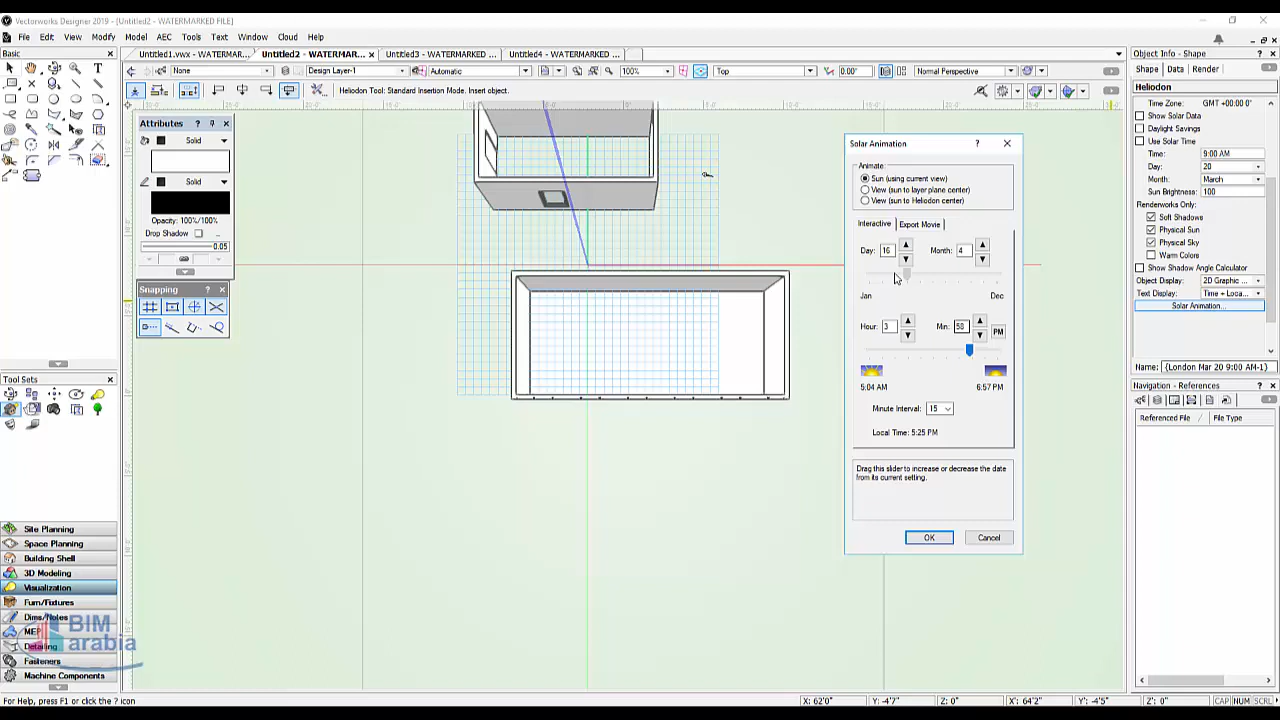 Vectorworks Designer 2019 - [Untitled2 - WATERMARKED FILE]
File Edit View Modify Model AEC Tools Text Window Cloud Help
Basic
Untitled1.vwx - WATERMAR...
Untitled2 - WATERMAR...
Untitled3 - WATERMARKED ...
Untitled4 - WATERMARKED ...
None
Design Layer-1
Automatic
100%
Top
0.00°
Normal Perspective
Heliodon Tool: Standard Insertion Mode. Insert object.
Attributes
Solid
Solid
Opacity: 100%/100%
Drop Shadow
0.05
Snapping
Tool Sets
Site Planning
Space Planning
Building Shell
3D Modeling
Visualization
Furn/Fixtures
Dims/Notes
MEP
Detailing
Fasteners
Machine Components
BIM
arabia
Solar Animation
Animate
Sun (using current view)
View (sun to layer plane center)
View (sun to Heliodon center)
Interactive Export Movie
Day: 16 Month: 4
Jan Dec
Hour: 3 Min: 58 PM
5:04 AM 6:57 PM
Minute Interval: 15
Local Time: 5:25 PM
Drag this slider to increase or decrease the date
from its current setting.
OK Cancel
Object Info - Shape
Shape Data Render
Heliodon
Time Zone: GMT +00.00 0"
Show Solar Data
Daylight Savings
Use Solar Time
Time: 9:00 AM
Day: 20
Month: March
Sun Brightness: 100
Renderworks Only:
Soft Shadows
Physical Sun
Physical Sky
Warm Colors
Show Shadow Angle Calculator
Object Display: 2D Graphic ...
Text Display: Time + Loca...
Solar Animation...
Name: {London Mar 20 9:00 AM-1}
Navigation - References
Referenced File File Type
For Help, press F1 or click the ? icon
X: 62'0" Y: -4'7" Z: 0" X': 64'2" Y': -4'5" Z': 0" CAP NUM SCRL